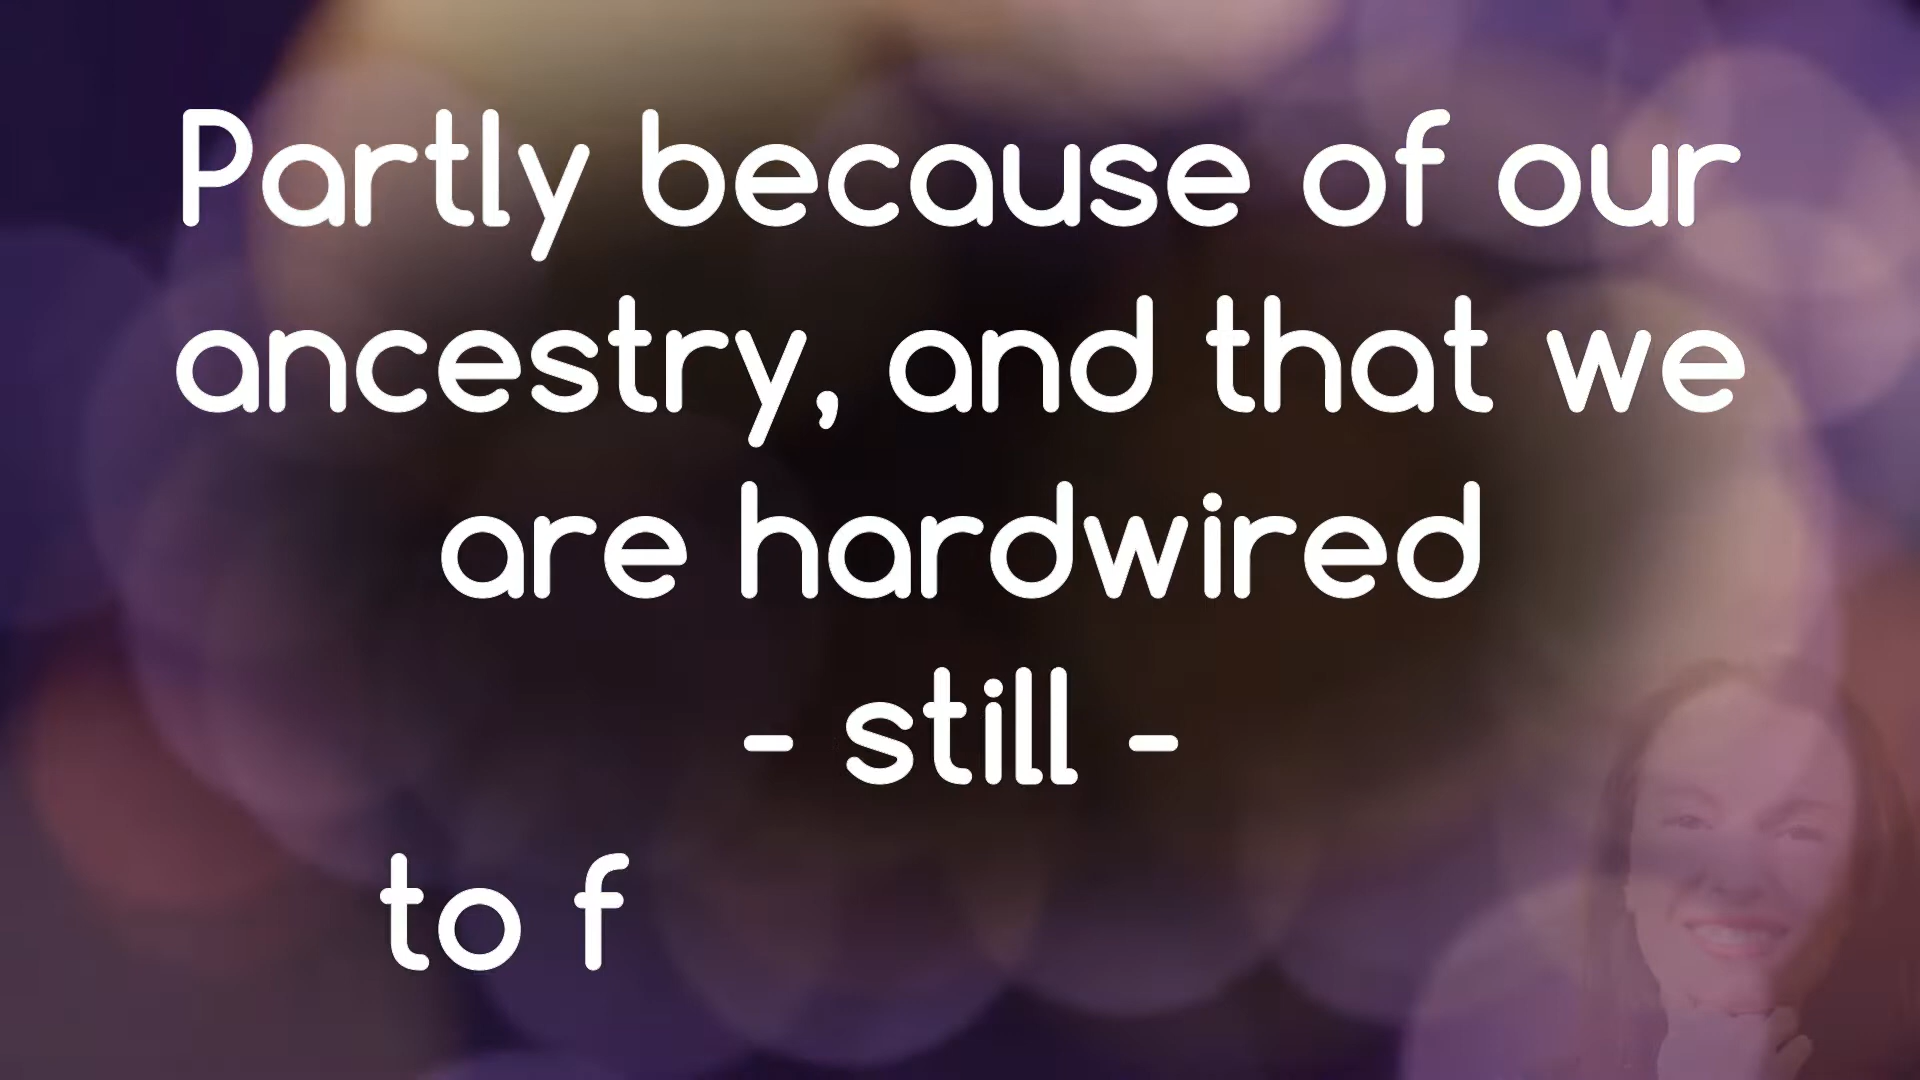 Partly because of our
ancestry, and that we
are hardwired
- still -
to f